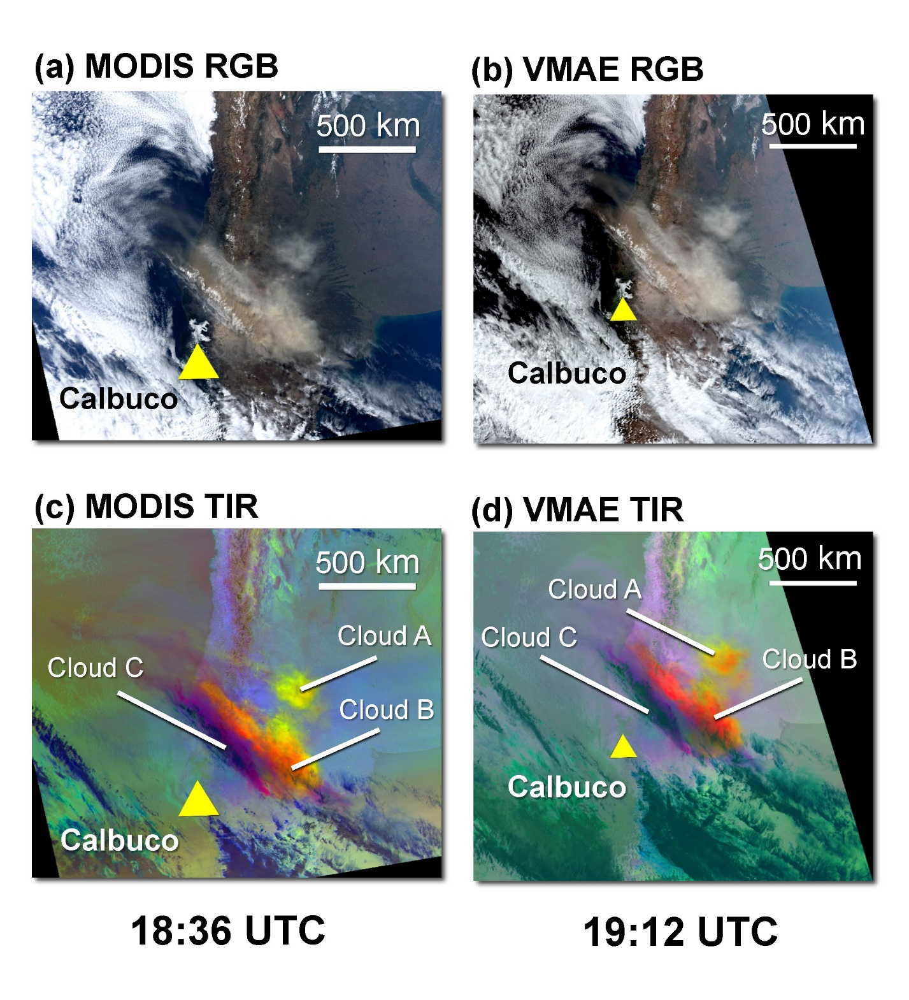 (a) MODIS RGB
500 km
Calbuco
(b) VMAE RGB
500 km
Calbuco
(c) MODIS TIR
500 km
Cloud A
Cloud C
Cloud B
Calbuco
(d) VMAE TIR
500 km
Cloud A
Cloud C
Cloud B
Calbuco
18:36 UTC
19:12 UTC